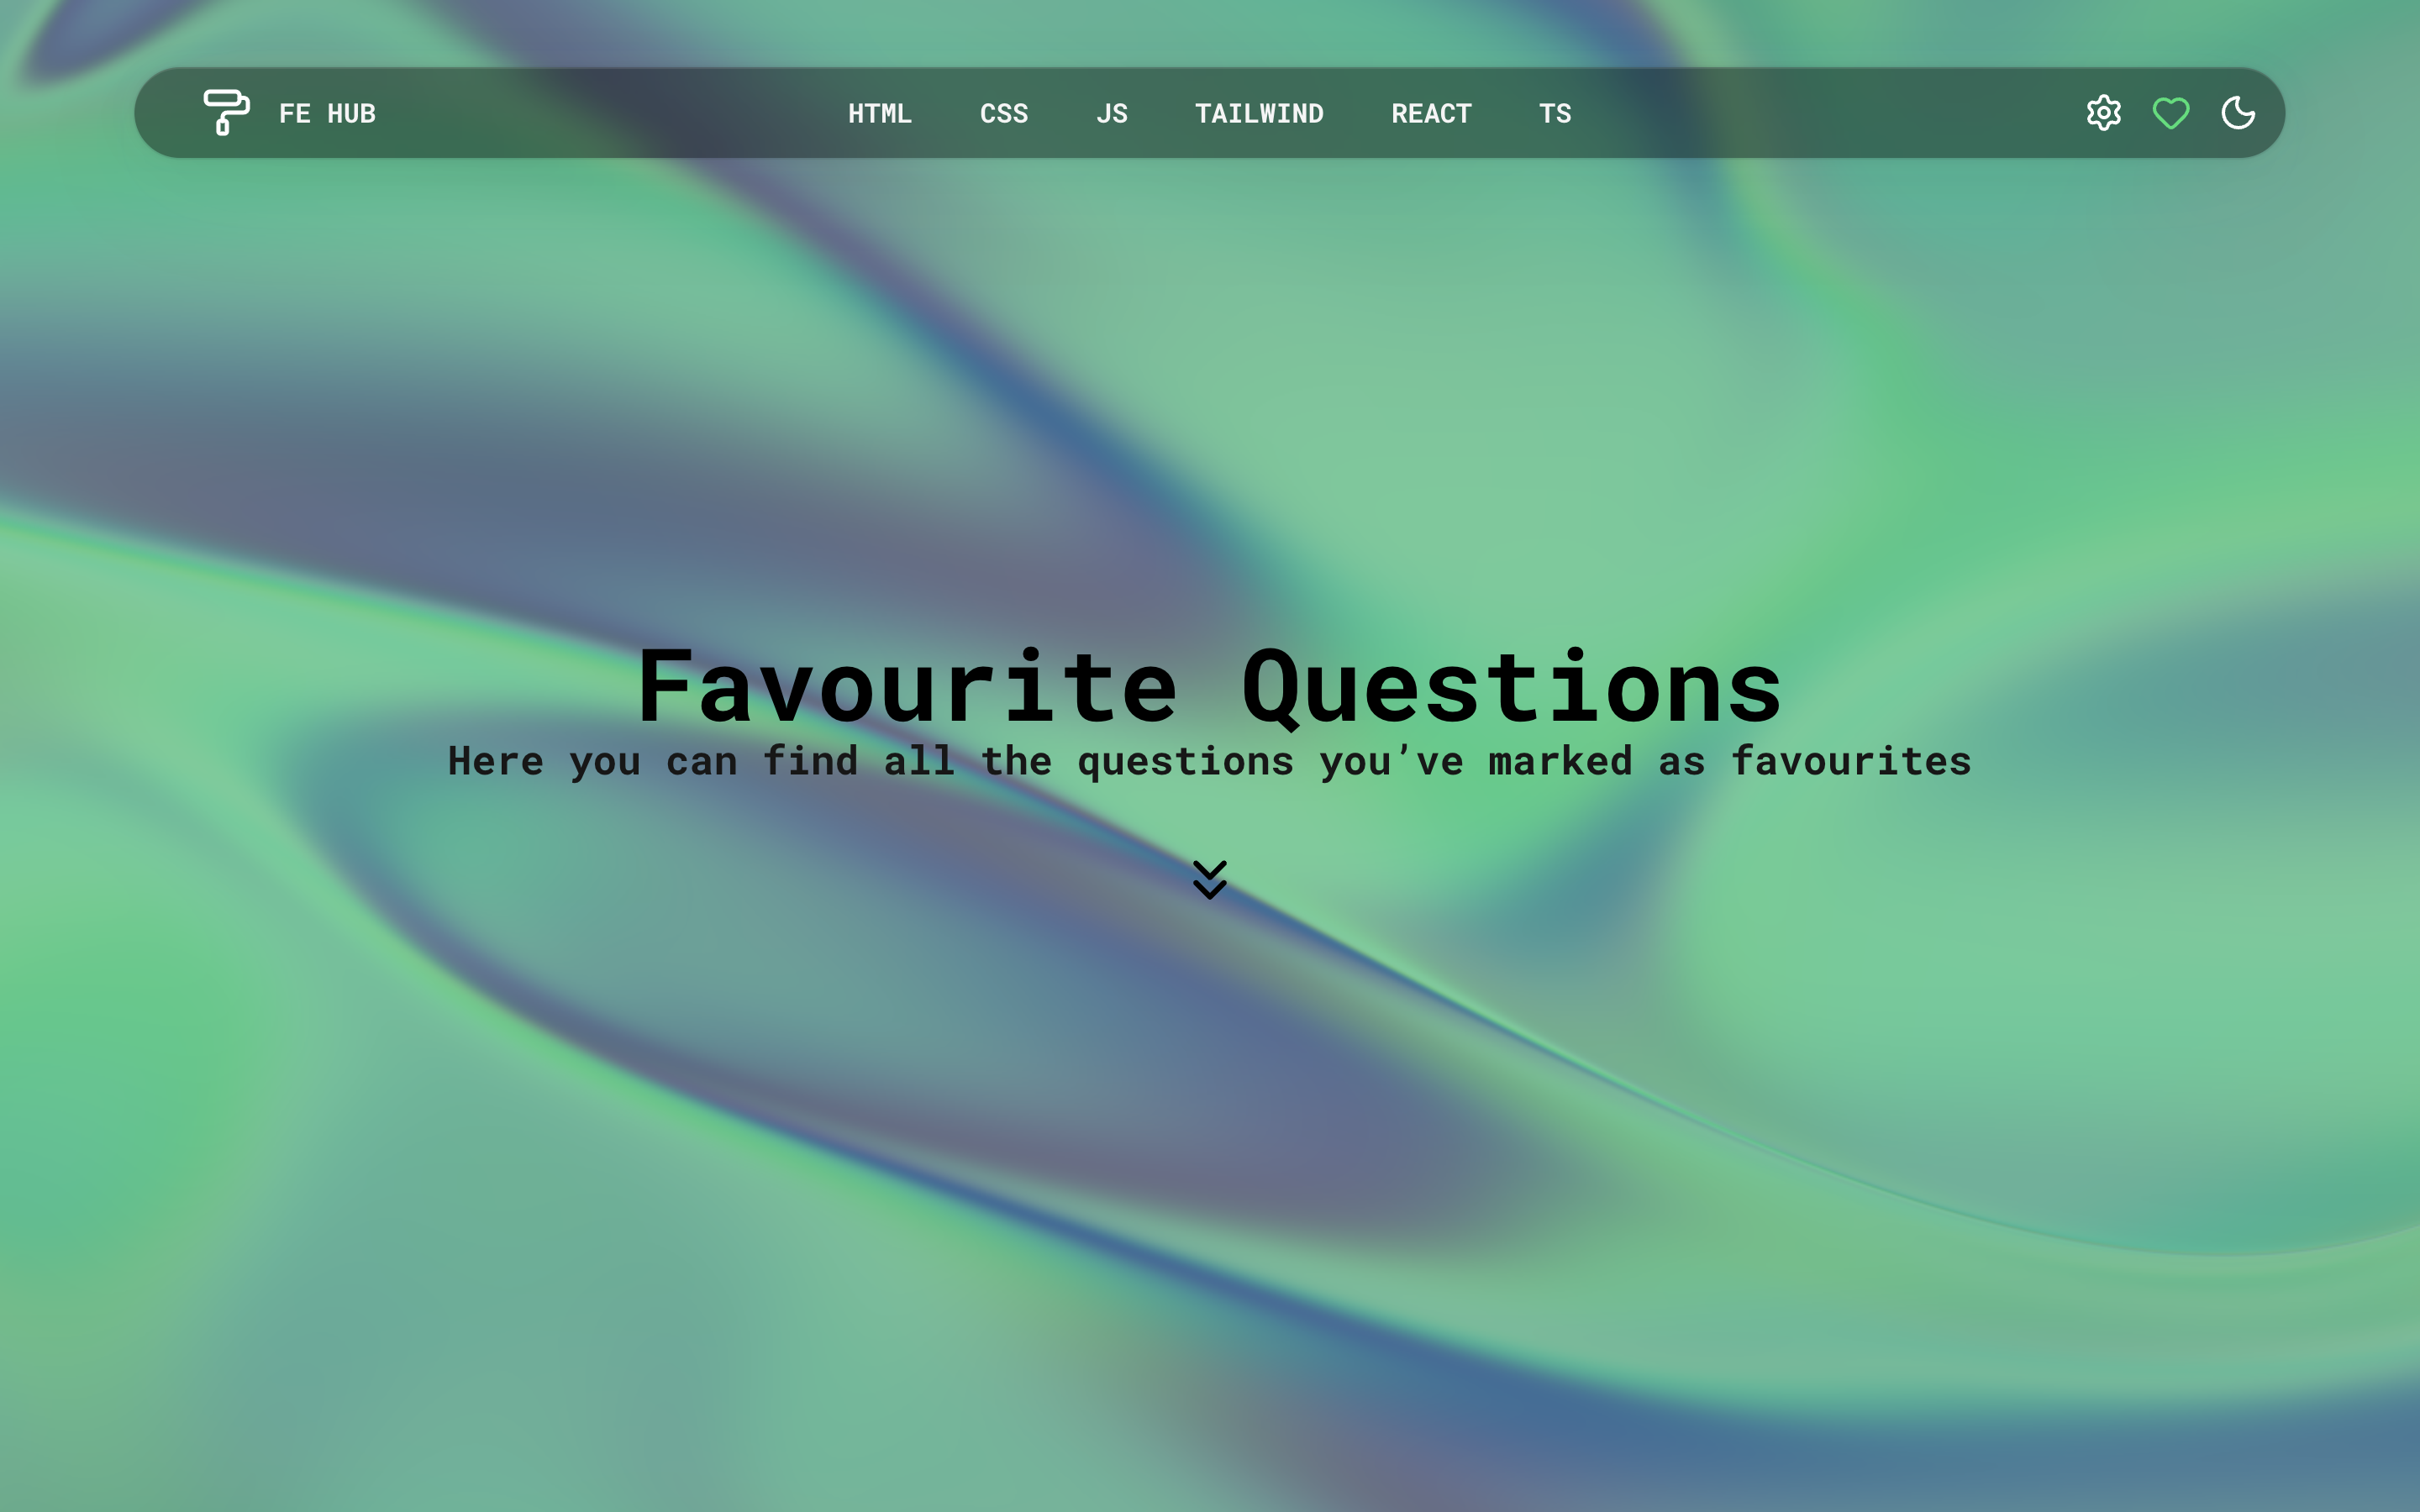 FE HUB HTML CSS JS TAILWIND REACT TS
Favourite Questions
Here you can find all the questions you’ve marked as favourites